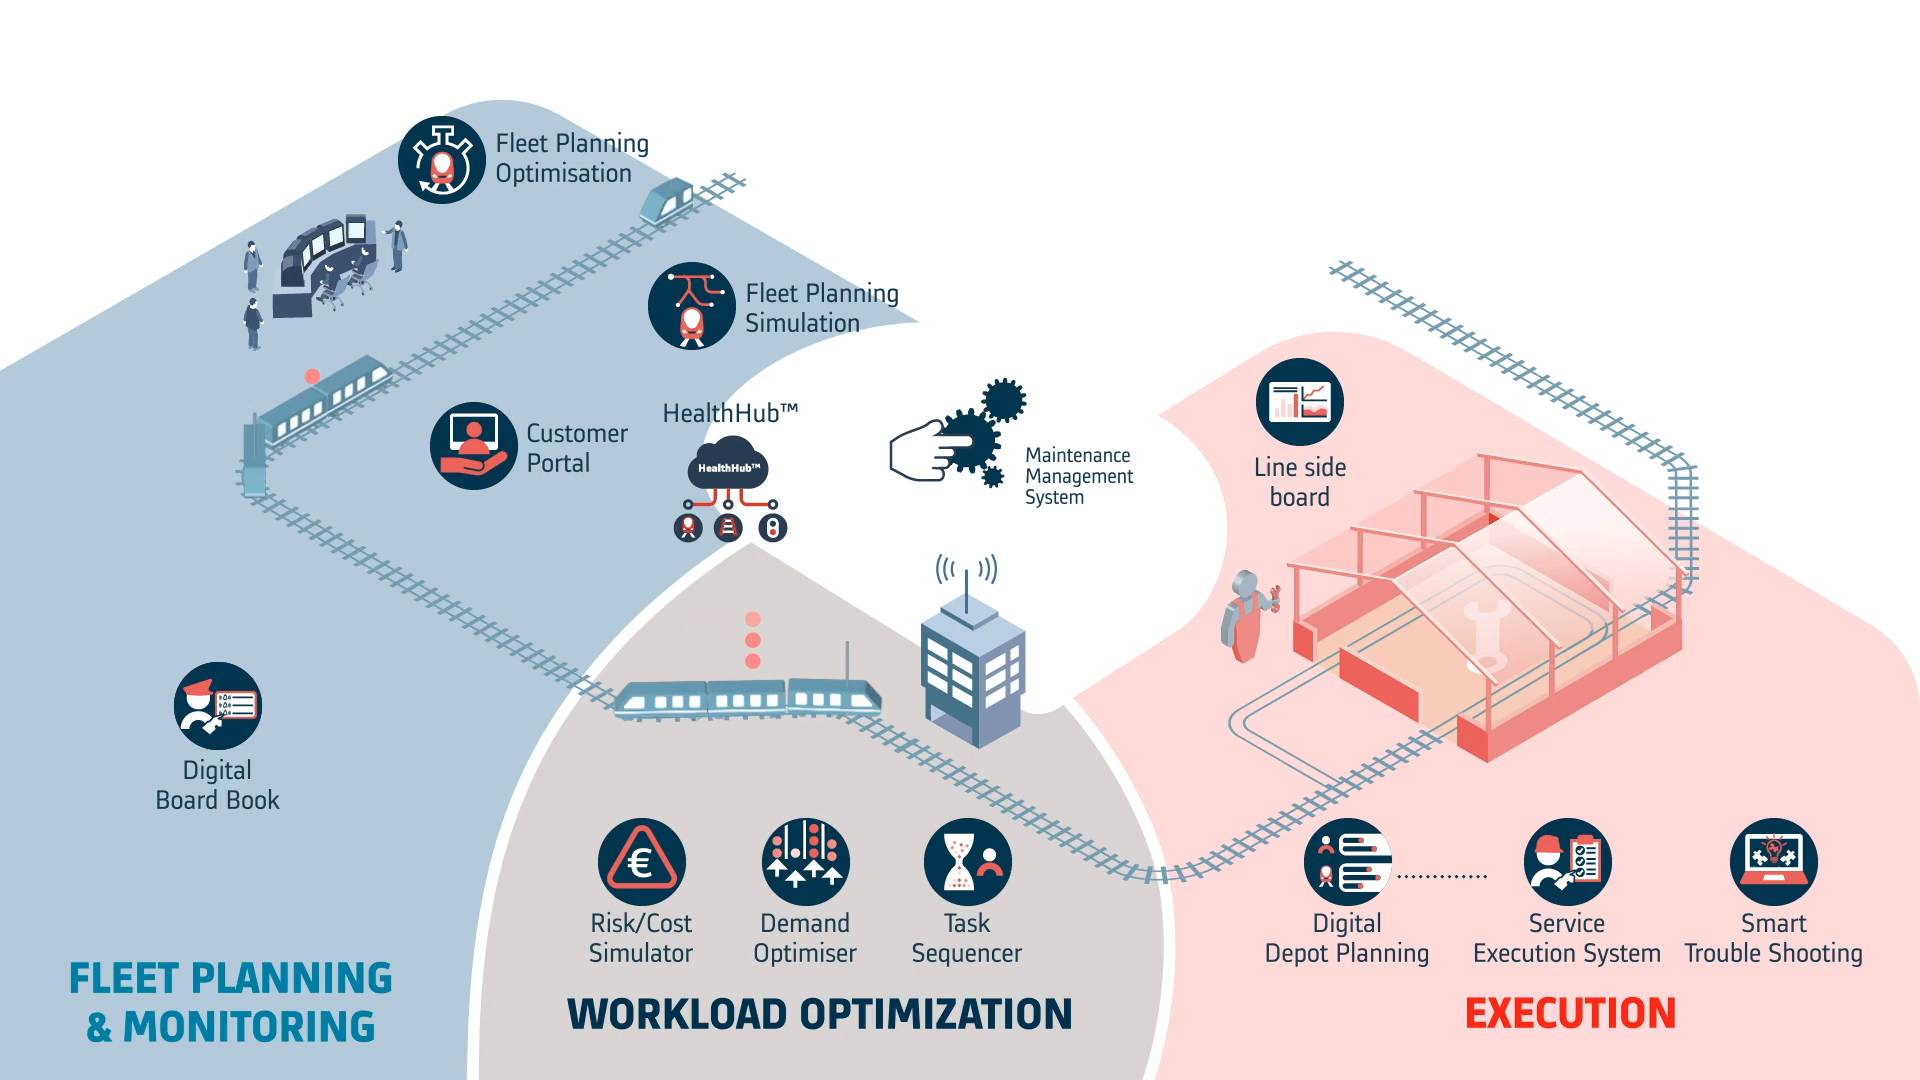 Fleet Planning
Optimisation
Fleet Planning
Simulation
Customer
Portal
HealthHub™
HealthHub™
Maintenance
Management
System
Line side
board
Digital
Board Book
€
Risk/Cost
Simulator
Demand
Optimiser
Task
Sequencer
Digital
Depot Planning
Service
Execution System
Smart
Trouble Shooting
FLEET PLANNING
& MONITORING
WORKLOAD OPTIMIZATION
EXECUTION